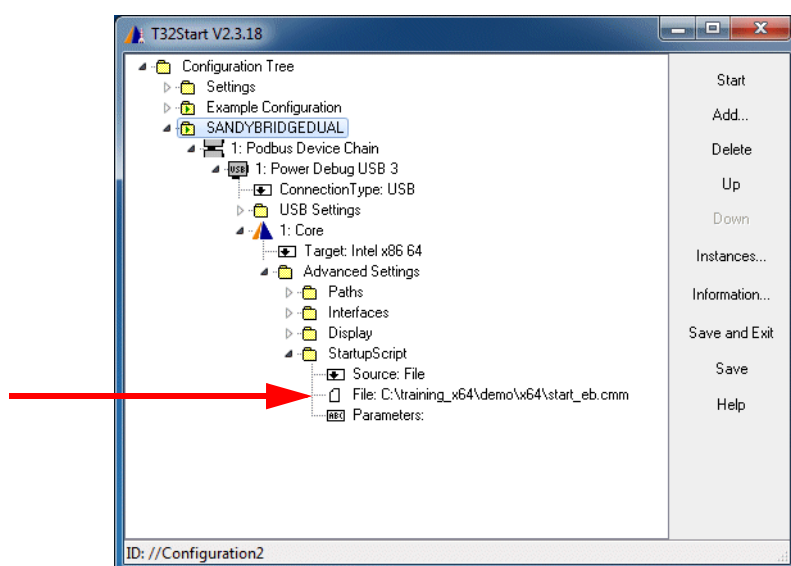 T32Start V2.3.18
Configuration Tree
Settings
Example Configuration
SANDYBRIDGEDUAL
1: Podbus Device Chain
USB
1: Power Debug USB 3
ConnectionType: USB
USB Settings
1: Core
Target: Intel x86 64
Advanced Settings
Paths
Interfaces
Display
StartupScript
Source: File
File: C:\training_x64\demo\x64\start_eb.cmm
ABC
Parameters:
Start
Add...
Delete
Up
Down
Instances...
Information...
Save and Exit
Save
Help
ID: //Configuration2